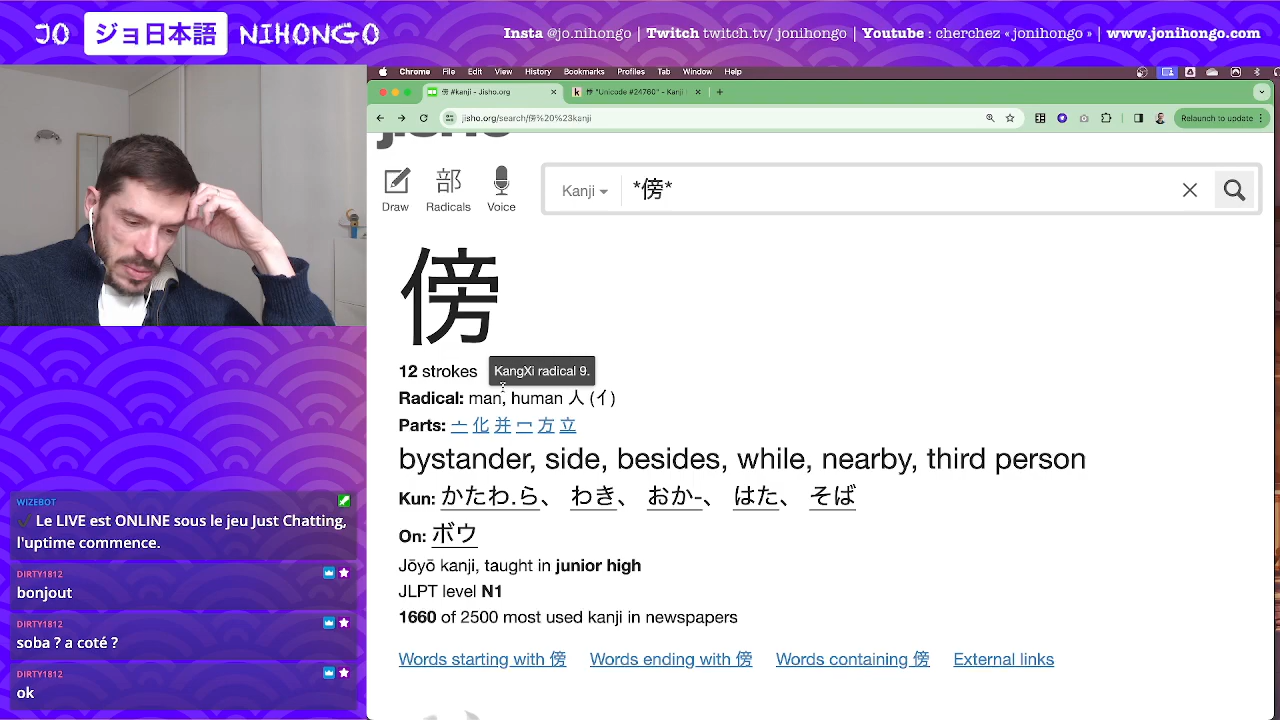 JO ジョ日本語 NIHONGO
Insta @jo.nihongo | Twitch twitch.tv/ jonihongo | Youtube : cherchez «jonihongo » | www.jonihongo.com
Chrome File Edit View History Bookmarks Profiles Tab Window Help
傍 #kanji - Jisho.org
傍 "Unicode #24760" - Kanji
jisho.org/search/傍%20%23kanji
Relaunch to update
jisho
Draw
部
Radicals
Voice
Kanji
*傍*
傍
12 strokes
KangXi radical 9.
Radical: man, human 人 (亻)
Parts: 亠 化 并 冖 方 立
bystander, side, besides, while, nearby, third person
Kun: かたわ.ら、 わき、 おか-、 はた、 そば
On: ボウ
Jōyō kanji, taught in junior high
JLPT level N1
1660 of 2500 most used kanji in newspapers
Words starting with 傍
Words ending with 傍
Words containing 傍
External links
WIZEBOT
✔ Le LIVE est ONLINE sous le jeu Just Chatting,
l'uptime commence.
DIRTY1812
bonjout
DIRTY1812
soba ? a coté ?
DIRTY1812
ok